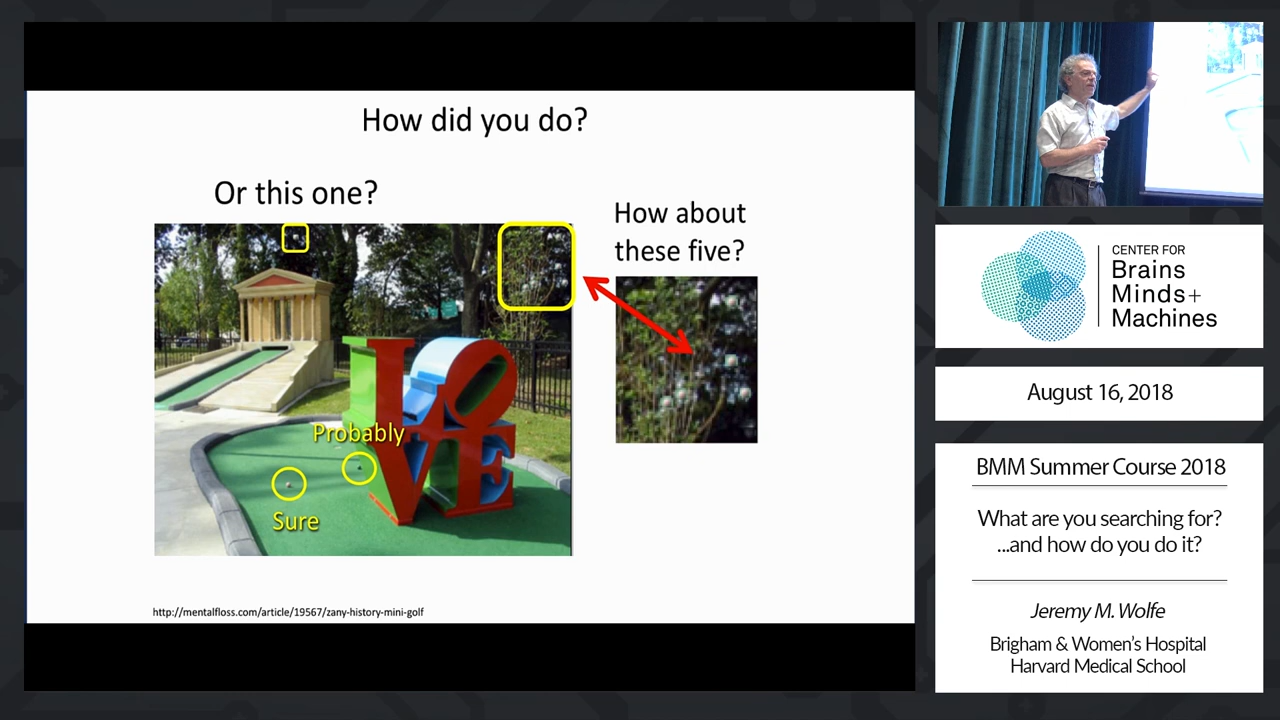 How did you do?
Or this one?
How about
these five?
LO
VE
Probably
Sure
http://mentalfloss.com/article/19567/zany-history-mini-golf
CENTER FOR
Brains
Minds+
Machines
August 16, 2018
BMM Summer Course 2018
What are you searching for?
...and how do you do it?
Jeremy M. Wolfe
Brigham & Women's Hospital
Harvard Medical School